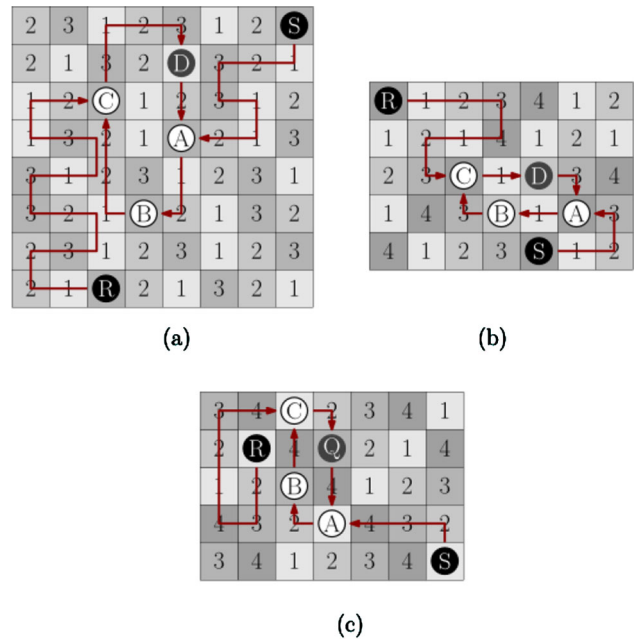 2 3 1 2 3 1 2 S
2 1 3 2 D 3 2 1
1 2 C 1 2 3 1 2
1 3 2 1 A 2 1 3
3 1 2 3 1 2 3 1
3 2 1 B 2 1 3 2
2 3 1 2 3 1 2 3
2 1 R 2 1 3 2 1
(a)
R 1 2 3 4 1 2
1 2 1 4 1 2 1
2 3 C 1 D 3 4
1 4 3 B 1 A 3
4 1 2 3 S 1 2
(b)
3 4 C 2 3 4 1
2 R 4 Q 2 1 4
1 2 B 4 1 2 3
4 3 2 A 4 3 2
3 4 1 2 3 4 S
(c)